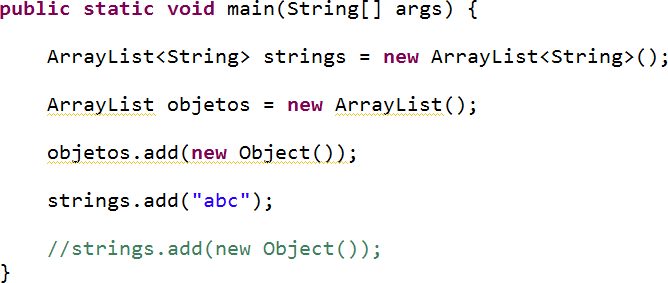 public static void main(String[] args) {
ArrayList<String> strings = new ArrayList<String>();
ArrayList objetos = new ArrayList();
objetos.add(new Object());
strings.add("abc");
//strings.add(new Object());
}